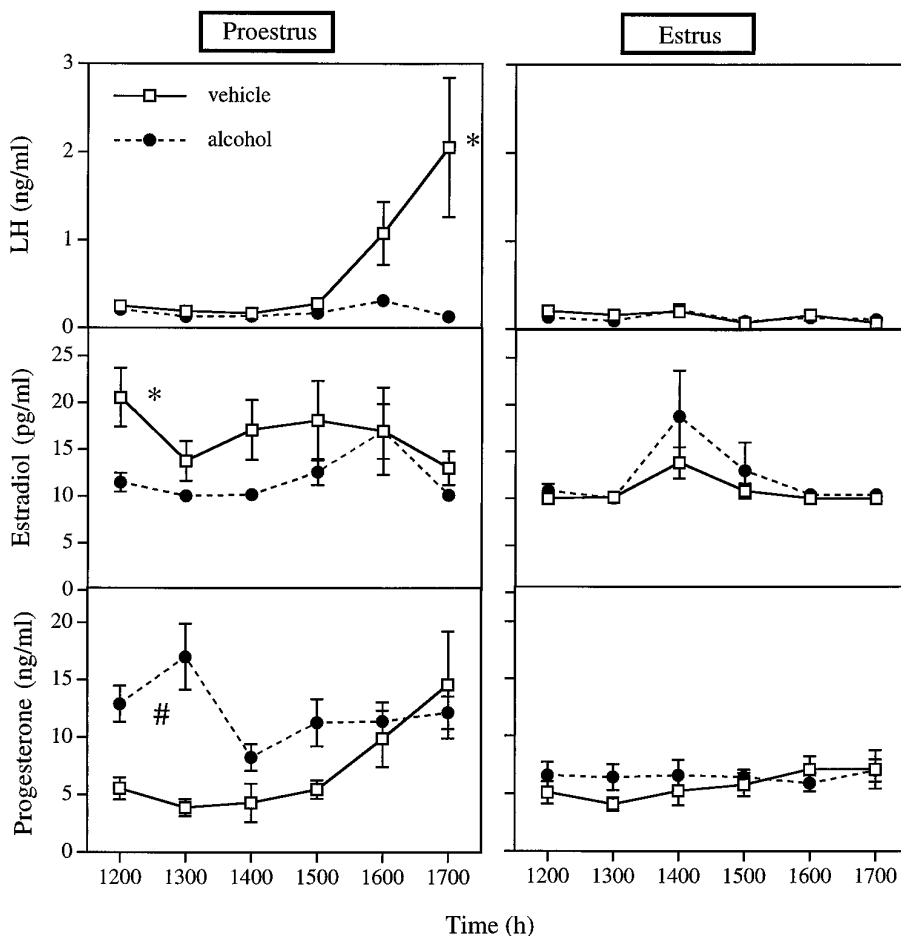 Proestrus
Estrus
LH (ng/ml)
3
2
1
0
vehicle
alcohol
*
Estradiol (pg/ml)
25
20
15
10
5
0
*
Progesterone (ng/ml)
20
15
10
5
0
#
1200 1300 1400 1500 1600 1700
1200 1300 1400 1500 1600 1700
Time (h)